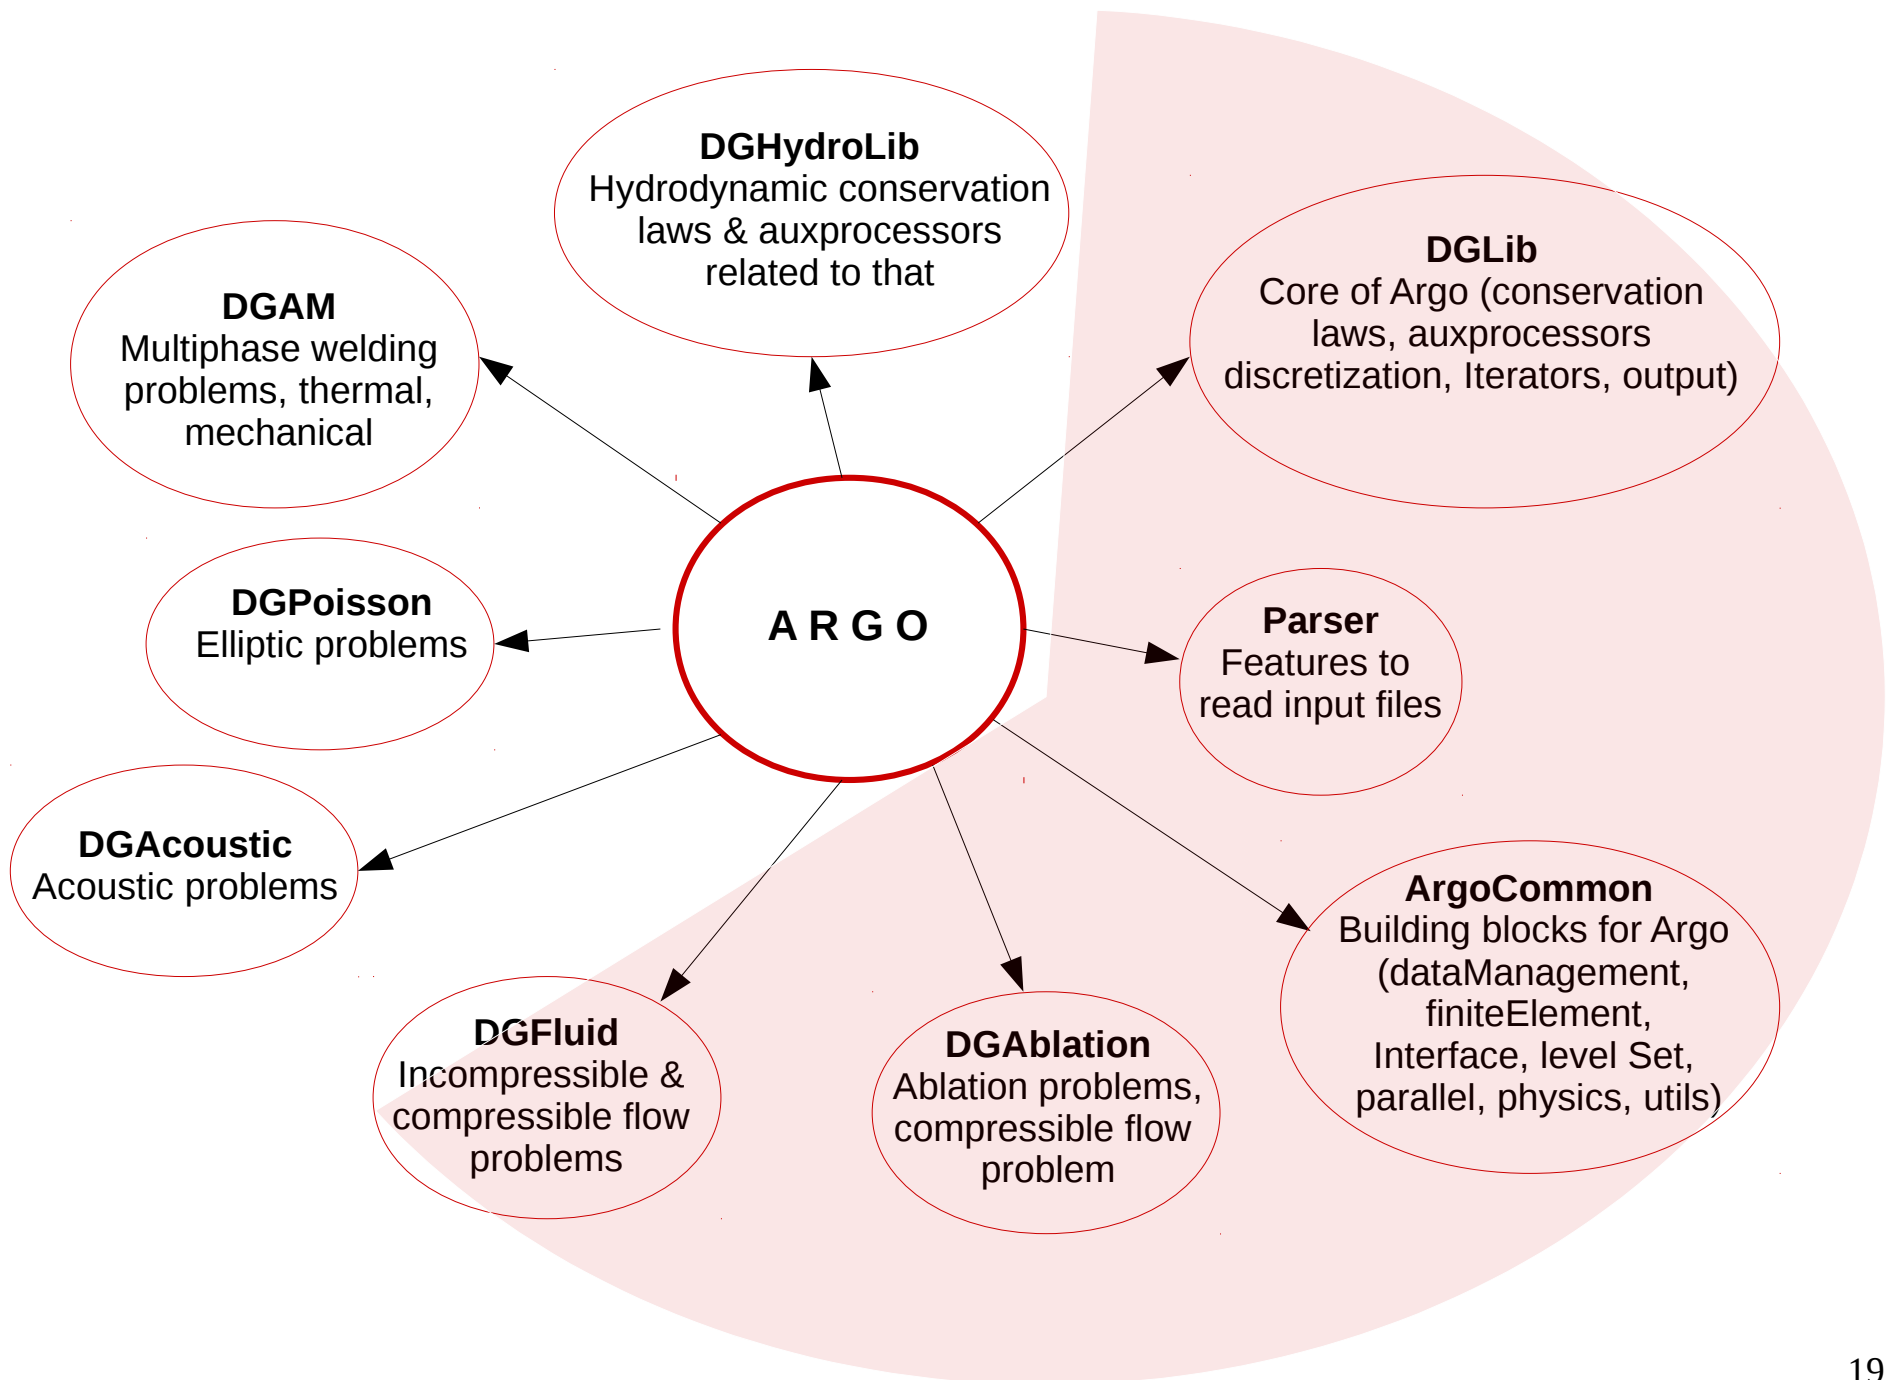 DGHydroLib
Hydrodynamic conservation
laws & auxprocessors
related to that
DGLib
Core of Argo (conservation
laws, auxprocessors
discretization, Iterators, output)
DGAM
Multiphase welding
problems, thermal,
mechanical
A R G O
DGPoisson
Elliptic problems
Parser
Features to
read input files
DGAcoustic
Acoustic problems
ArgoCommon
Building blocks for Argo
(dataManagement,
finiteElement,
Interface, level Set,
parallel, physics, utils)
DGFluid
Incompressible &
compressible flow
problems
DGAblation
Ablation problems,
compressible flow
problem
19